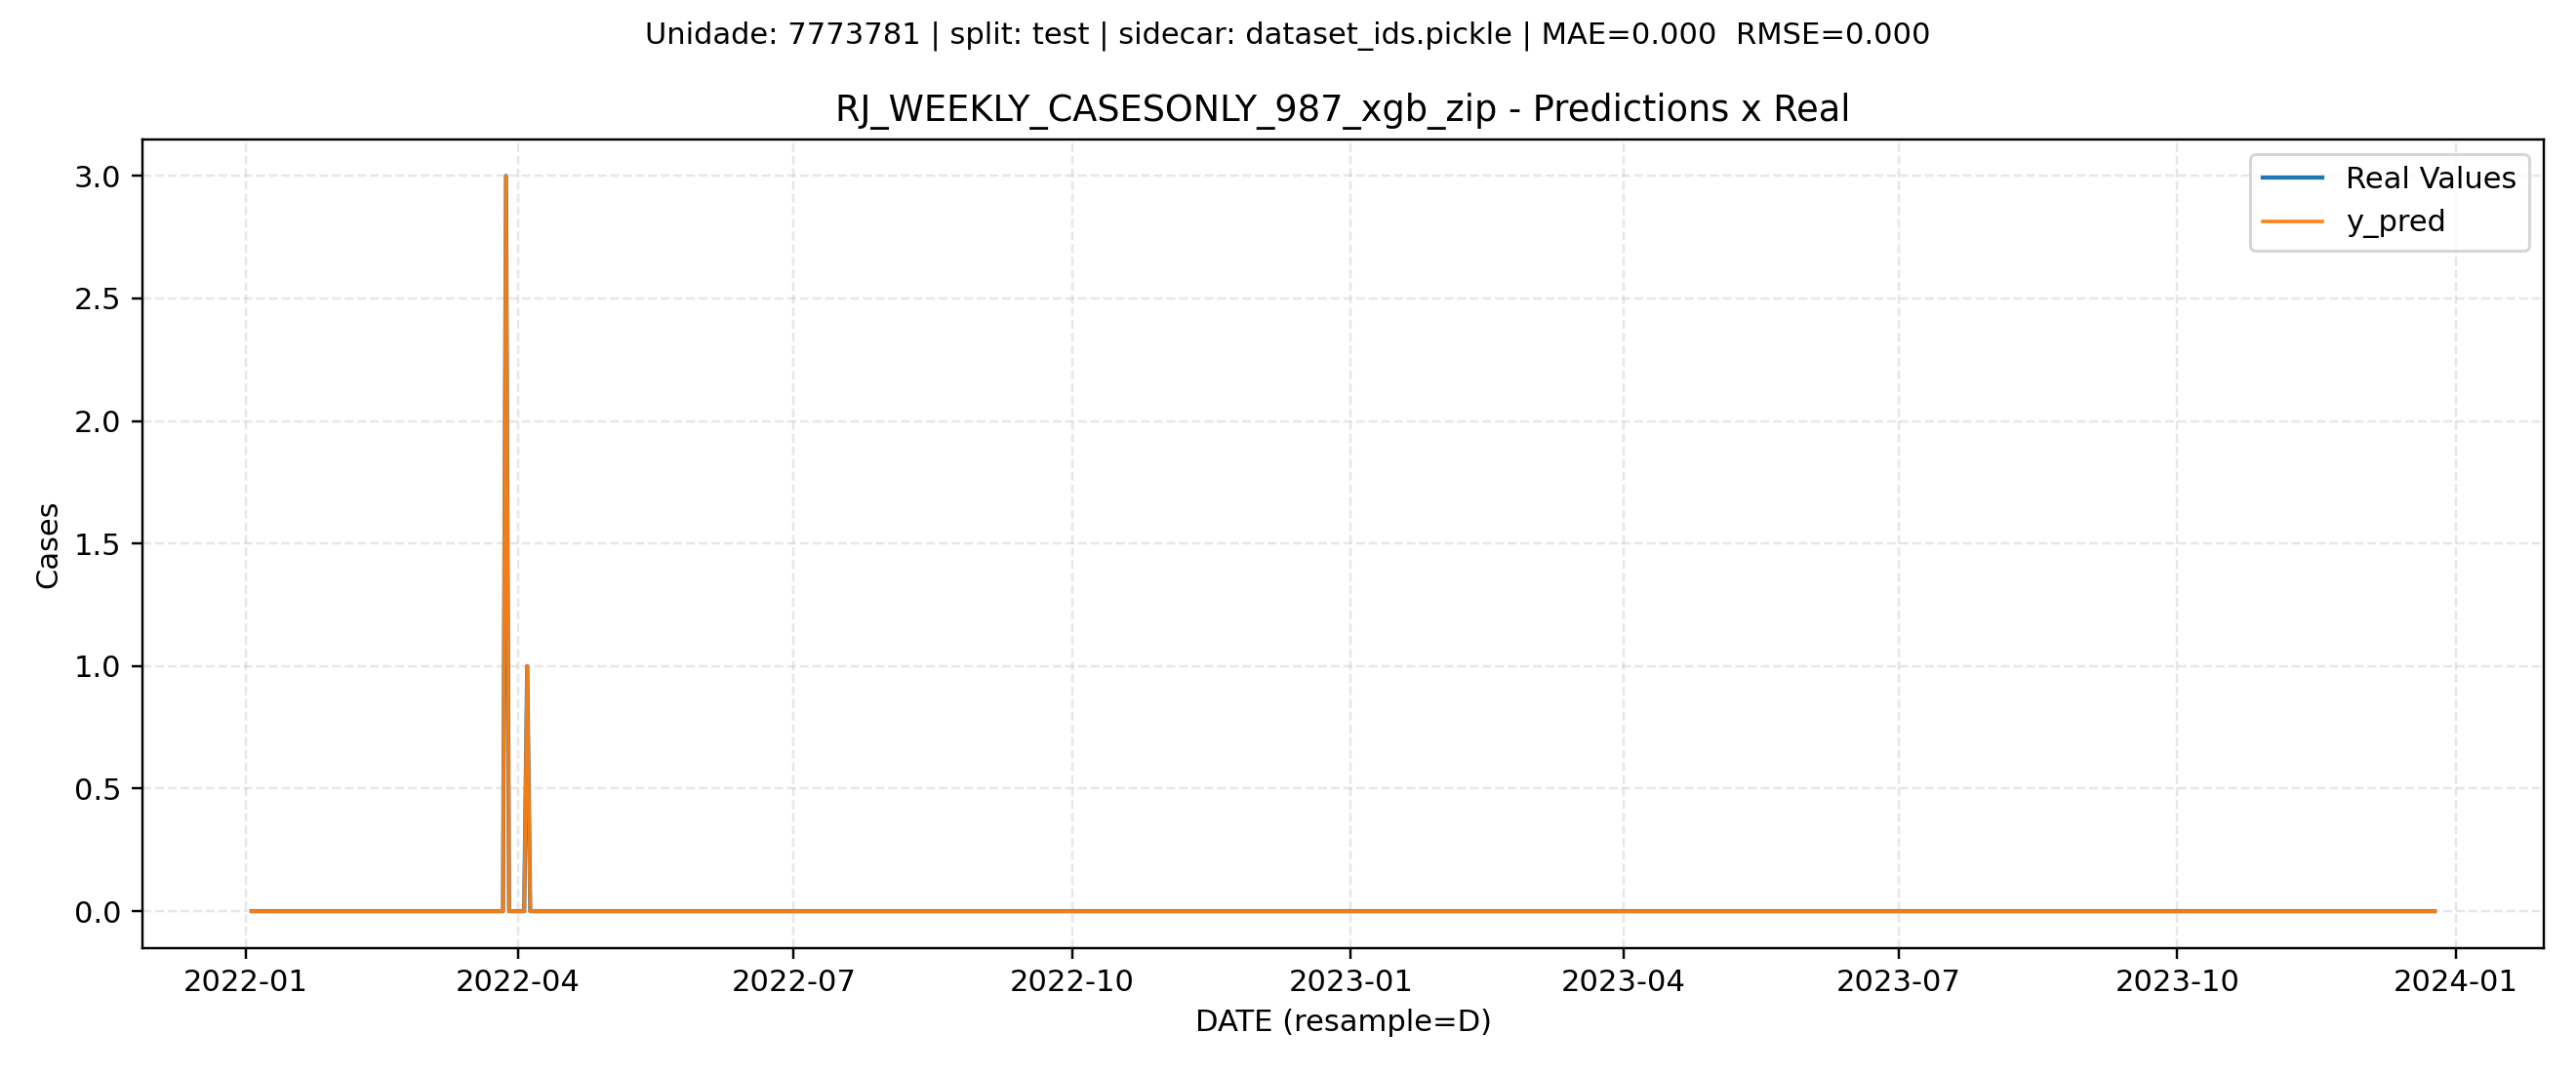 Unidade: 7773781 | split: test | sidecar: dataset_ids.pickle | MAE=0.000  RMSE=0.000
RJ_WEEKLY_CASESONLY_987_xgb_zip - Predictions x Real
Real Values
y_pred
Cases
3.0
2.5
2.0
1.5
1.0
0.5
0.0
2022-01
2022-04
2022-07
2022-10
2023-01
2023-04
2023-07
2023-10
2024-01
DATE (resample=D)